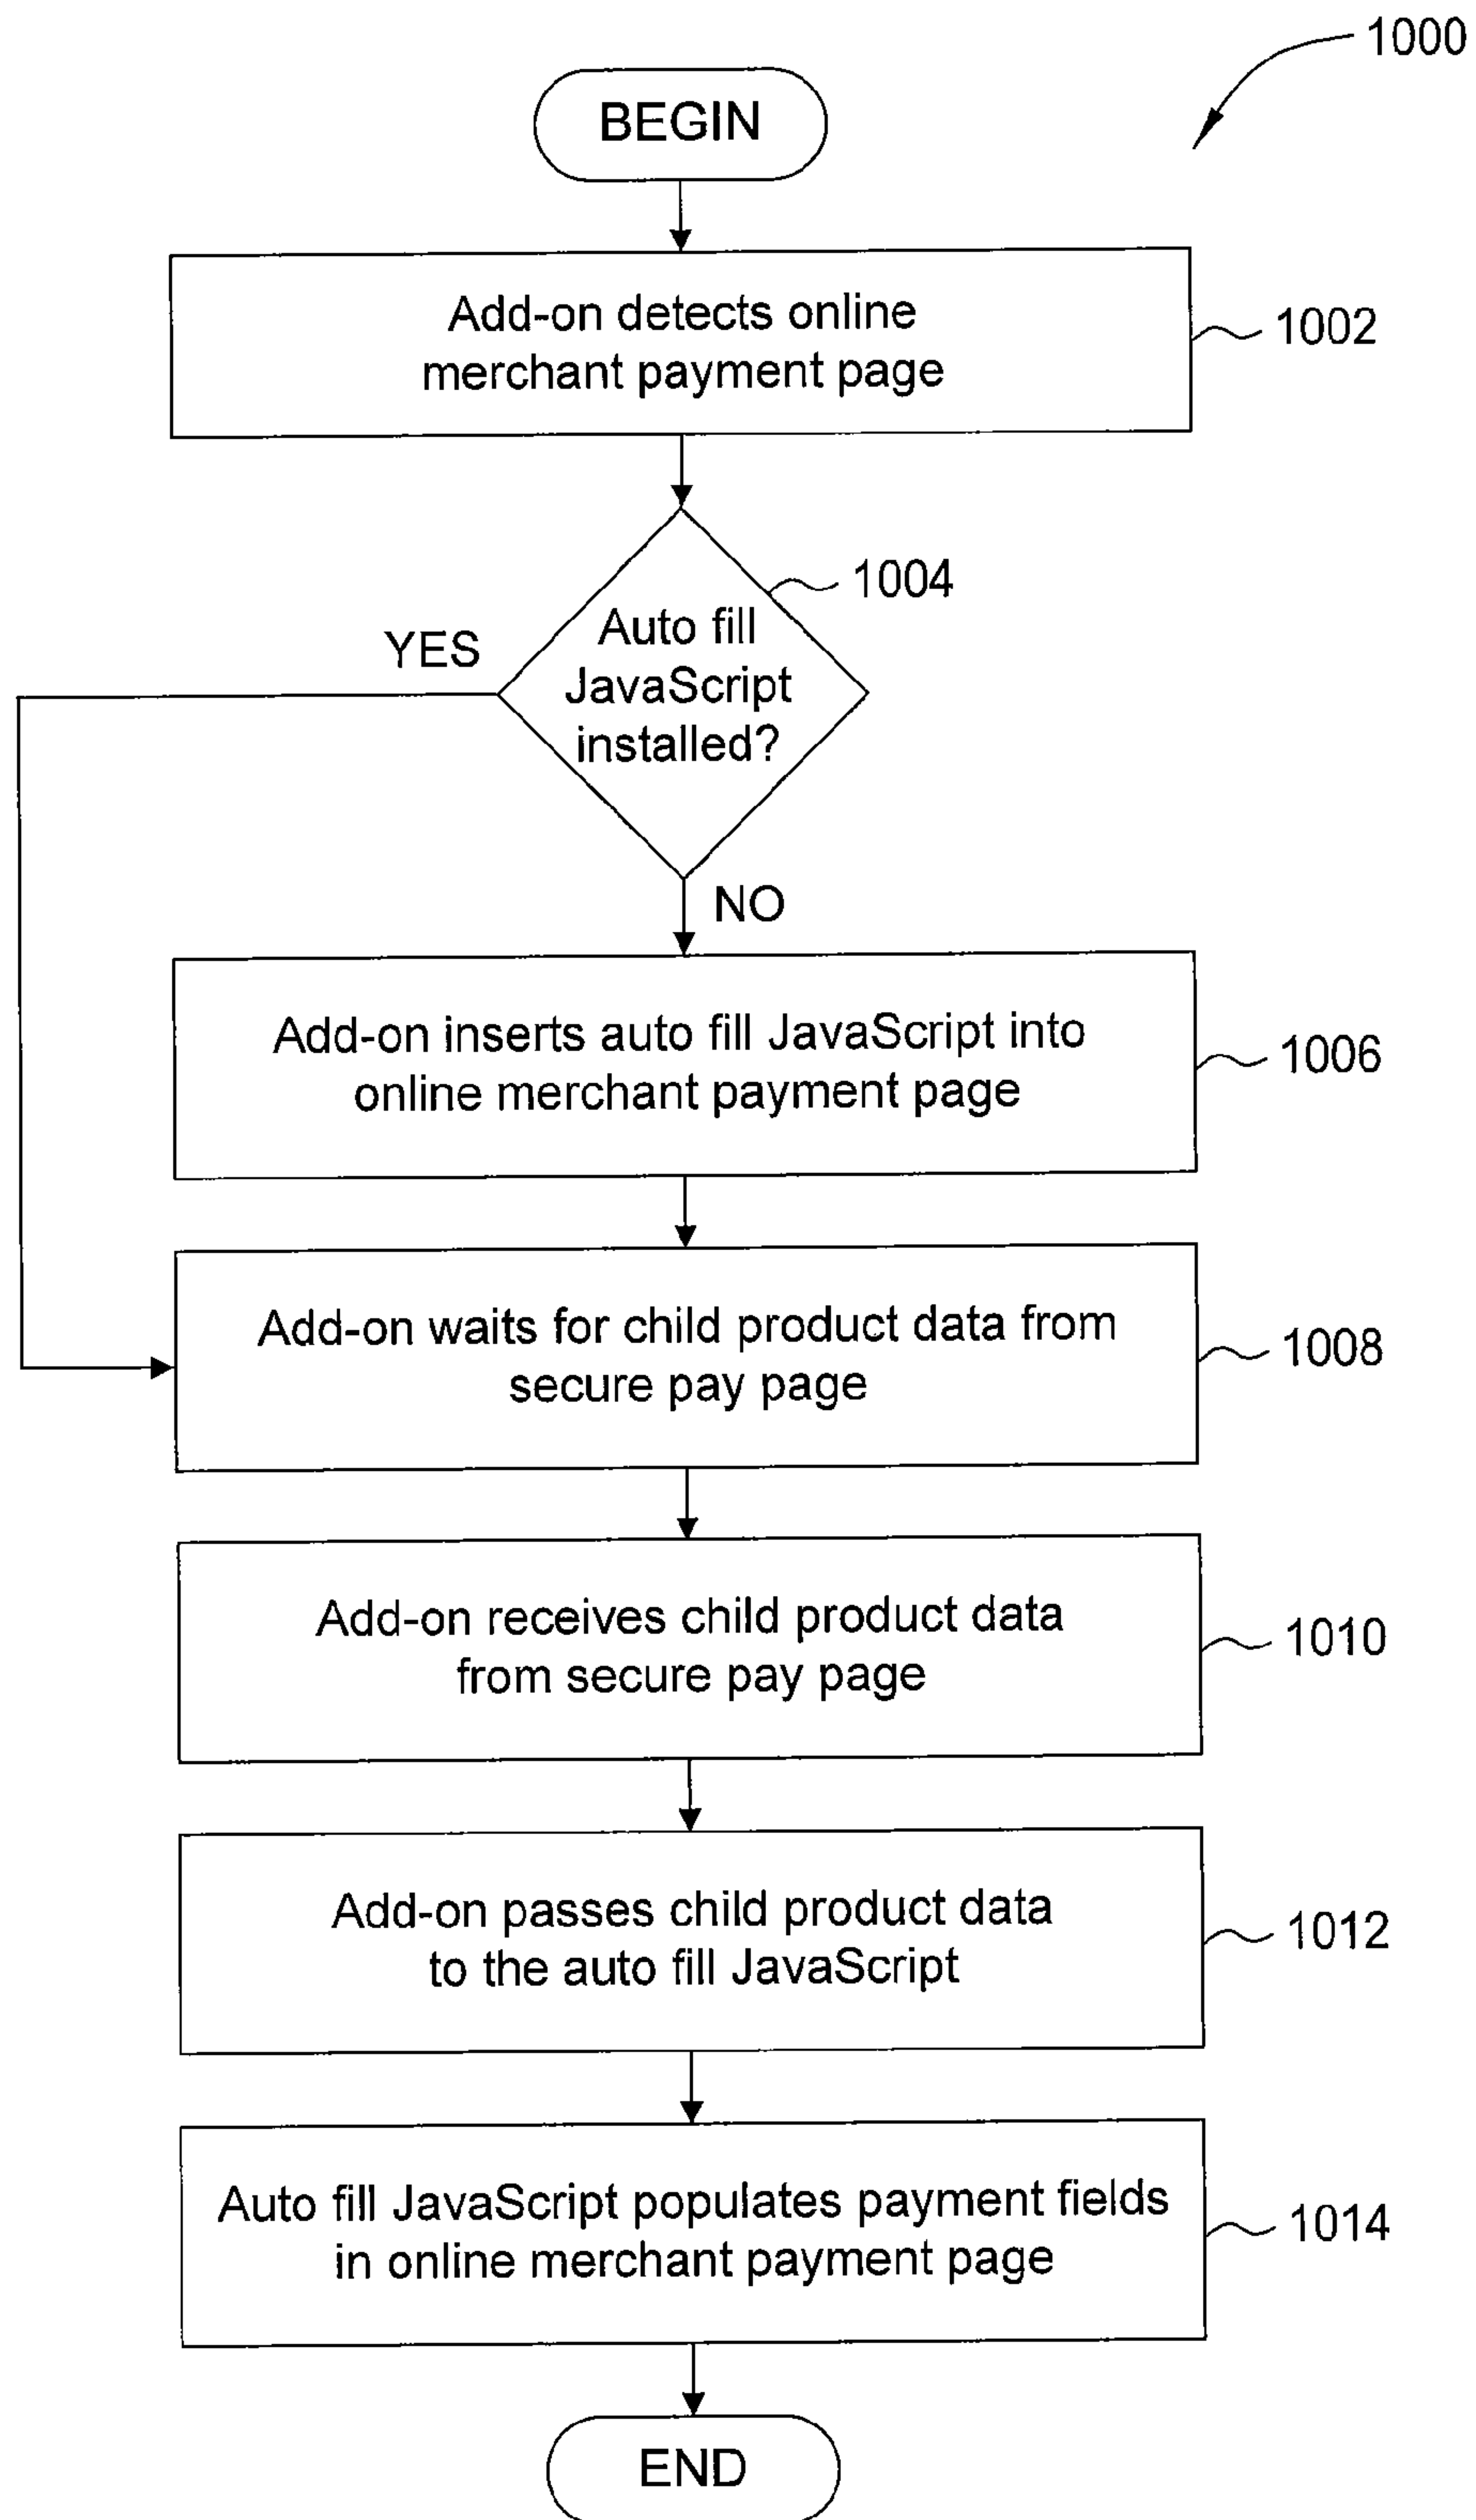 1000
BEGIN
Add-on detects online
merchant payment page
1002
1004
Auto fill
JavaScript
installed?
YES
NO
Add-on inserts auto fill JavaScript into
online merchant payment page
1006
Add-on waits for child product data from
secure pay page
1008
Add-on receives child product data
from secure pay page
1010
Add-on passes child product data
to the auto fill JavaScript
1012
Auto fill JavaScript populates payment fields
in online merchant payment page
1014
END